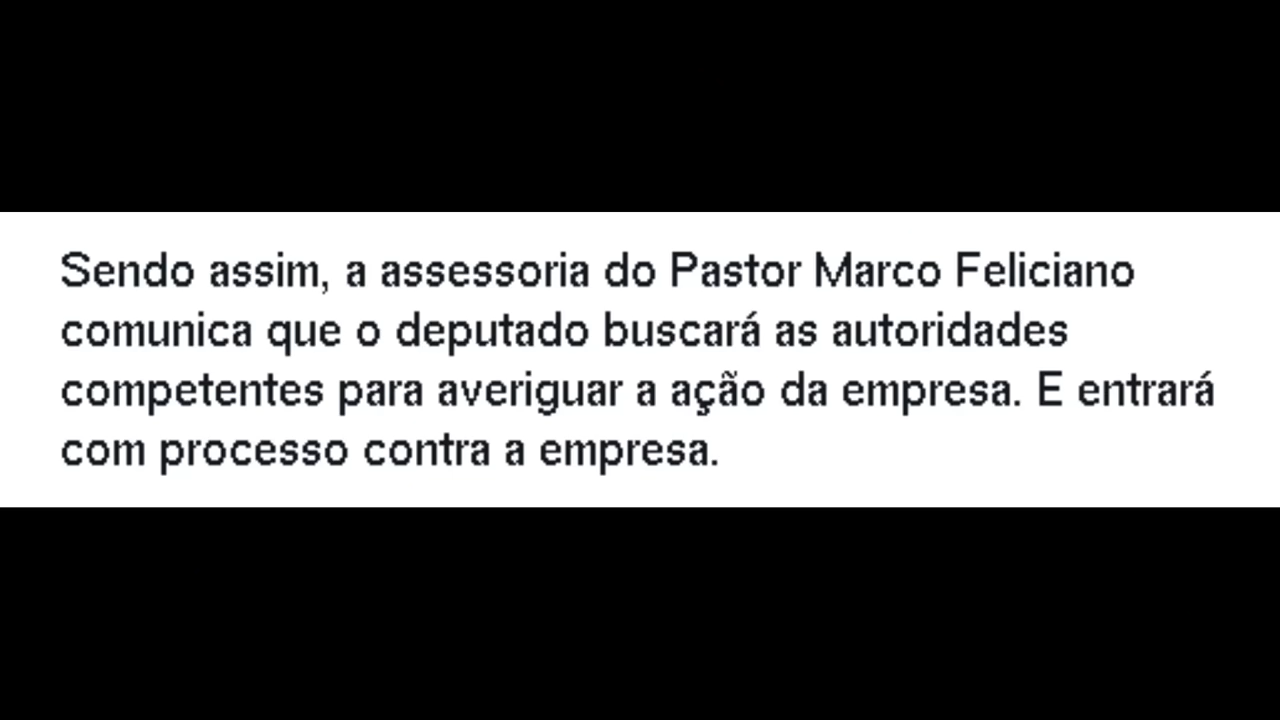 Sendo assim, a assessoria do Pastor Marco Feliciano
comunica que o deputado buscará as autoridades
competentes para averiguar a ação da empresa. E entrará
com processo contra a empresa.